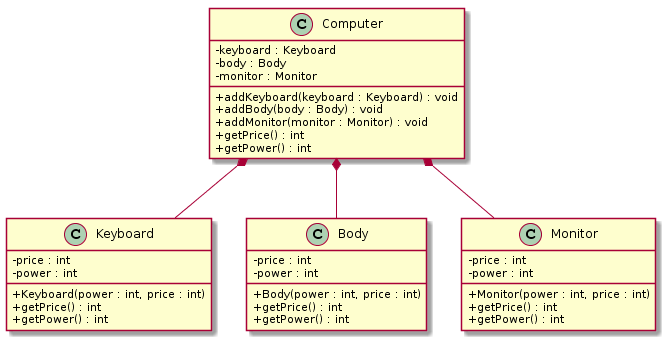 C Computer
-keyboard : Keyboard
-body : Body
-monitor : Monitor
+addKeyboard(keyboard : Keyboard) : void
+addBody(body : Body) : void
+addMonitor(monitor : Monitor) : void
+getPrice() : int
+getPower() : int
C Keyboard
-price : int
-power : int
+Keyboard(power : int, price : int)
+getPrice() : int
+getPower() : int
C Body
-price : int
-power : int
+Body(power : int, price : int)
+getPrice() : int
+getPower() : int
C Monitor
-price : int
-power : int
+Monitor(power : int, price : int)
+getPrice() : int
+getPower() : int